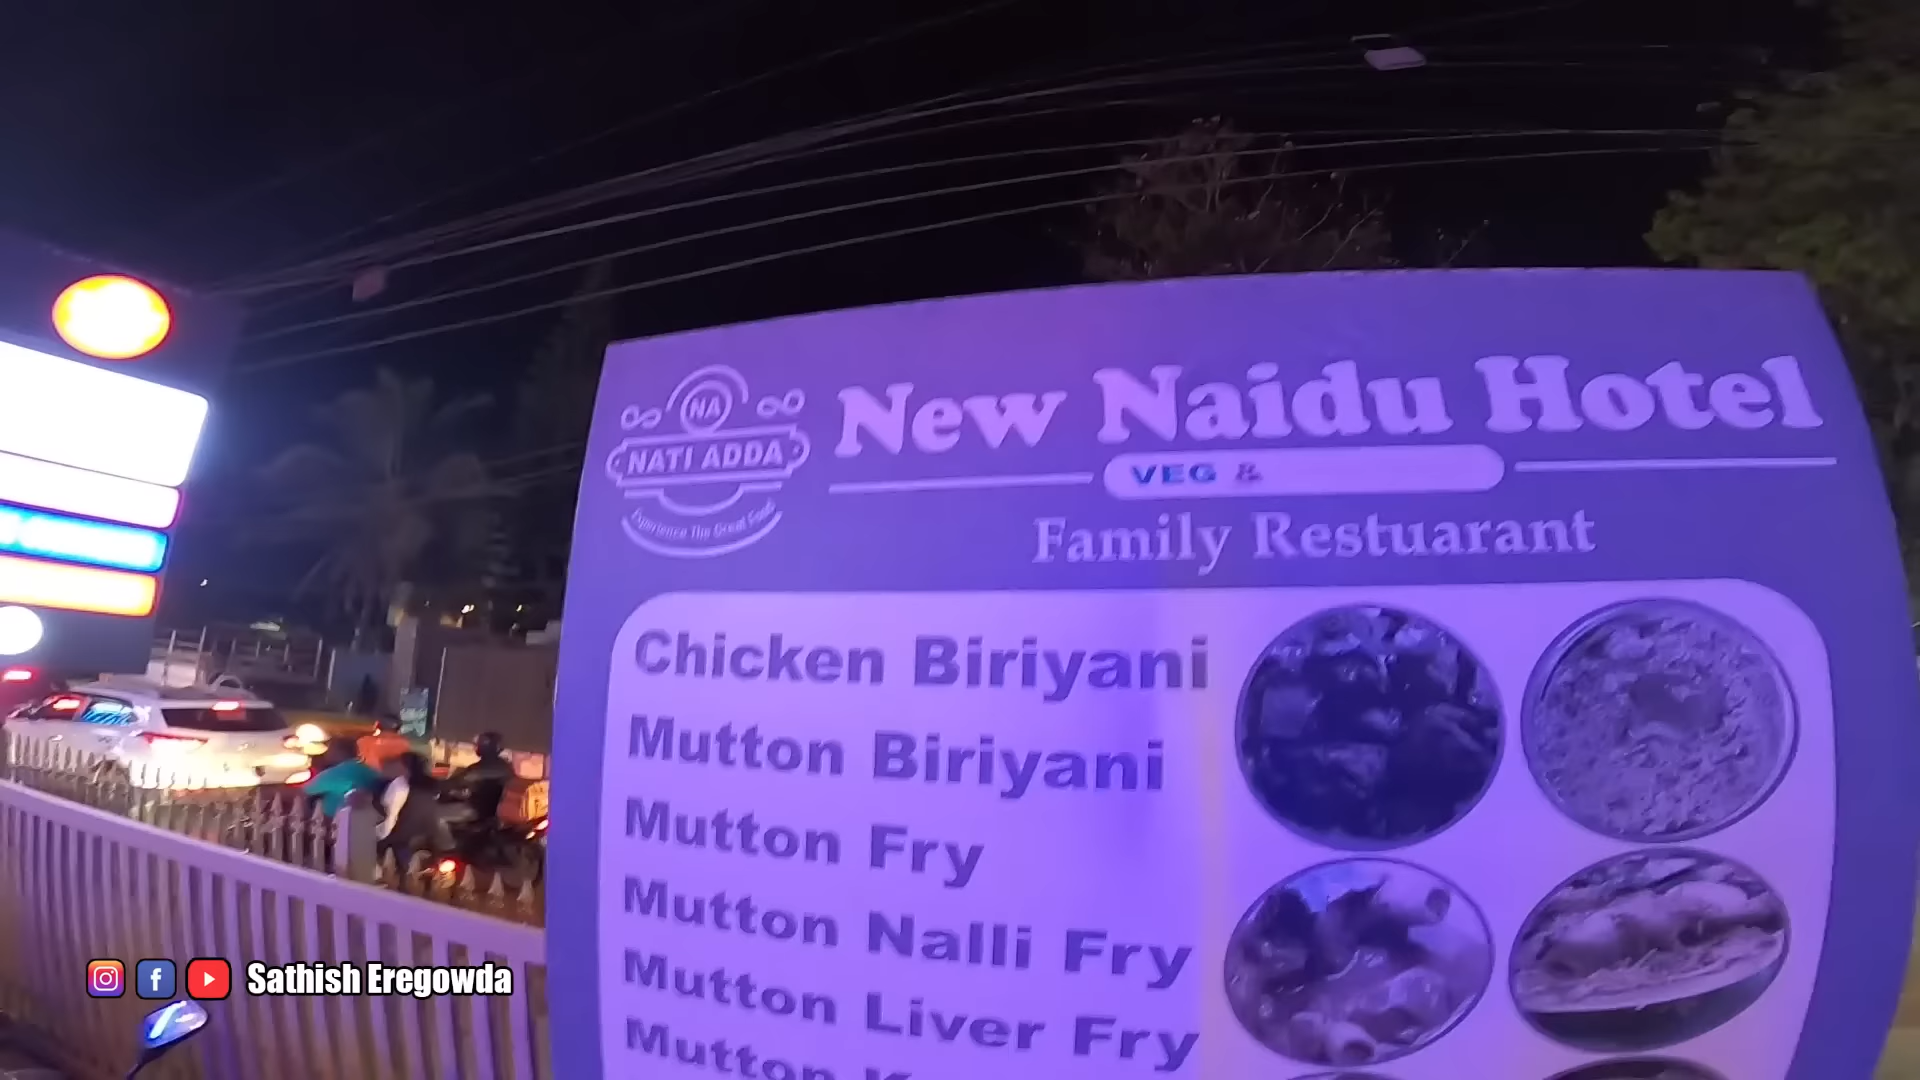 NA
NATI ADDA
Experience The Great Food
New Naidu Hotel
VEG &
Family Restuarant
Chicken Biriyani
Mutton Biriyani
Mutton Fry
Mutton Nalli Fry
Mutton Liver Fry
Mutton
Sathish Eregowda